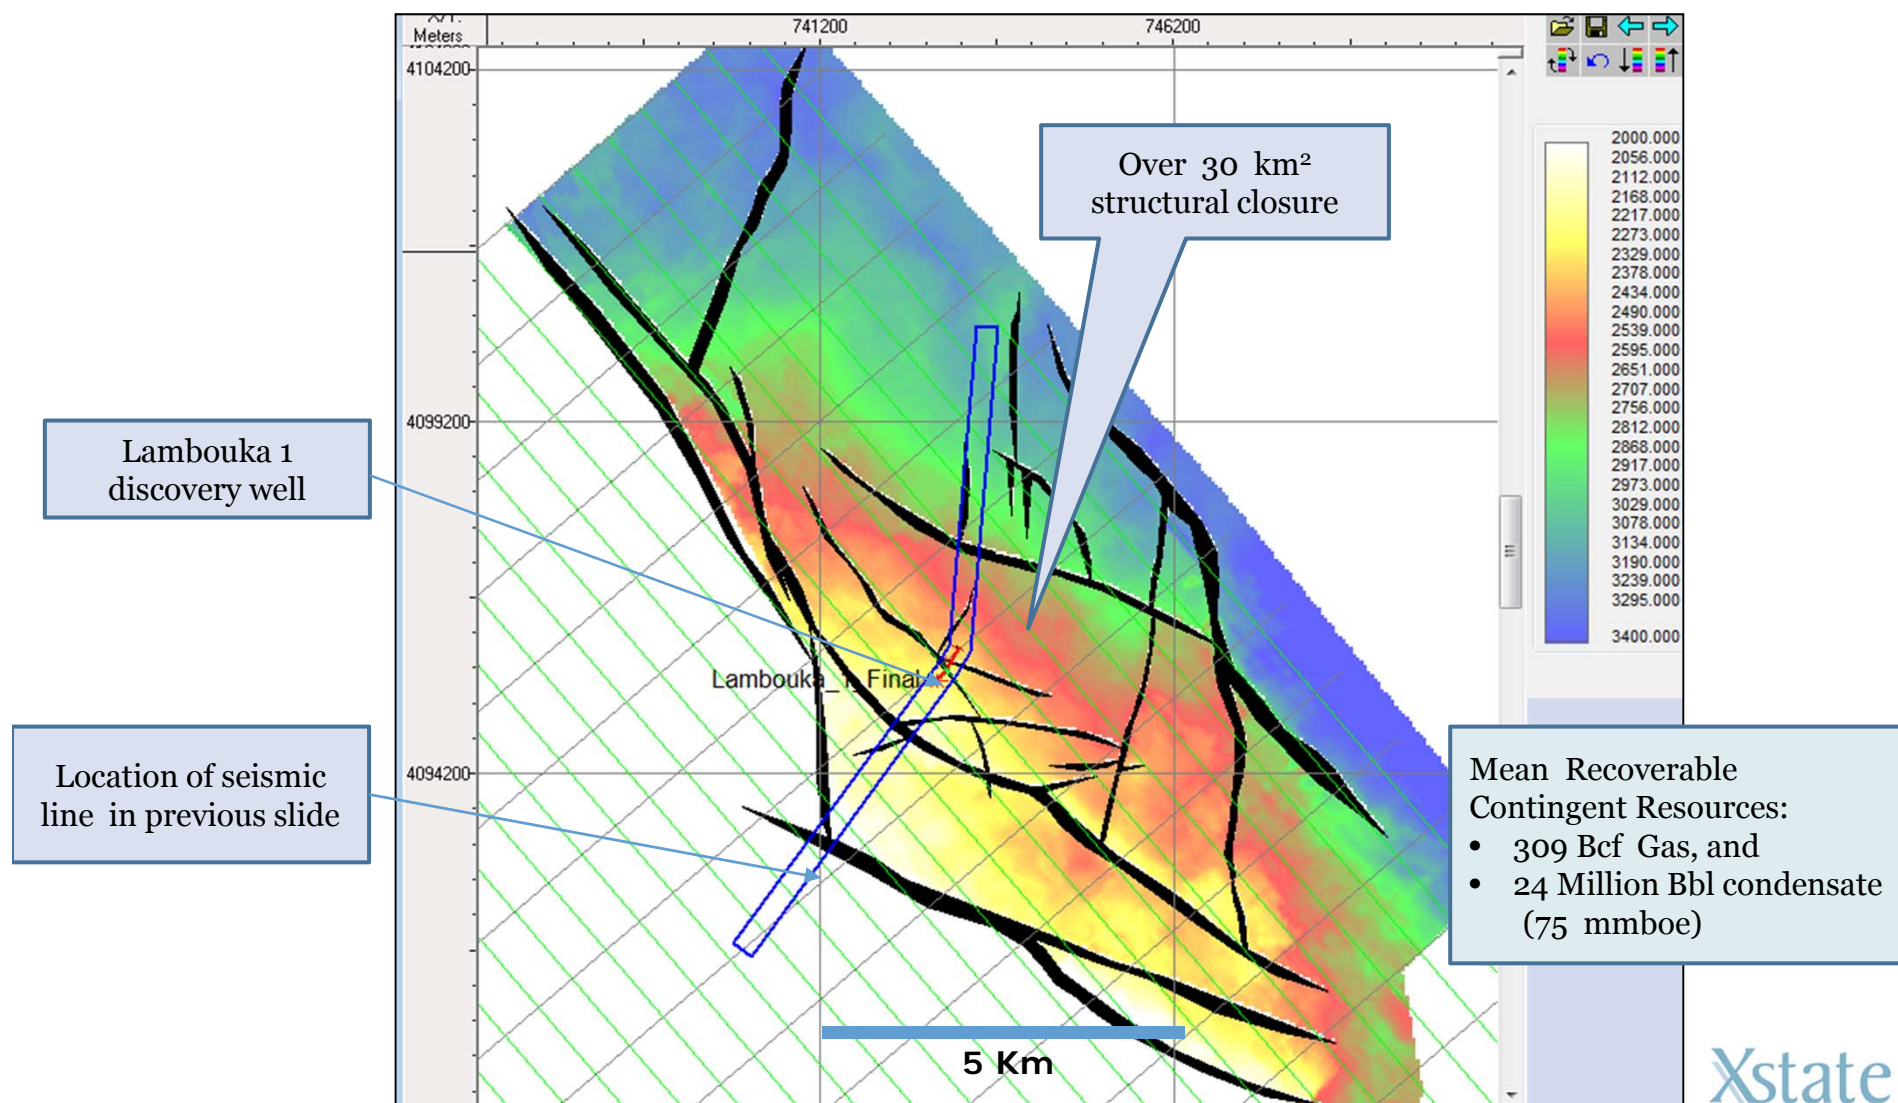 X/Y:
Meters
741200
746200
4104200
Over 30 km²
structural closure
4099200
Lambouka 1
discovery well
Lambouka_1_Final
Location of seismic
line in previous slide
4094200
5 Km
2000.000
2056.000
2112.000
2168.000
2217.000
2273.000
2329.000
2378.000
2434.000
2490.000
2539.000
2595.000
2651.000
2707.000
2756.000
2812.000
2868.000
2917.000
2973.000
3029.000
3078.000
3134.000
3190.000
3239.000
3295.000
3400.000
Mean Recoverable
Contingent Resources:
• 309 Bcf Gas, and
• 24 Million Bbl condensate
(75 mmboe)
Xstate